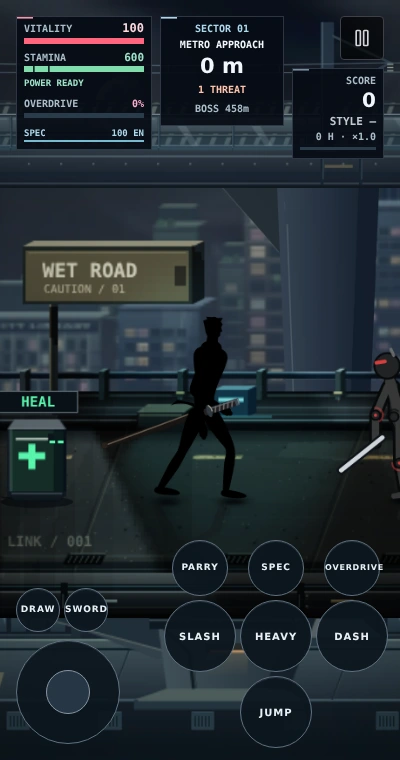 VITALITY 100
STAMINA 600
POWER READY
OVERDRIVE 0%
SPEC 100 EN
SECTOR 01
METRO APPROACH
0 m
1 THREAT
BOSS 458m
SCORE
0
STYLE —
0 H · ×1.0
WET ROAD
CAUTION / 01
HEAL
LINK / 001
PARRY
SPEC
OVERDRIVE
DRAW
SWORD
SLASH
HEAVY
DASH
JUMP